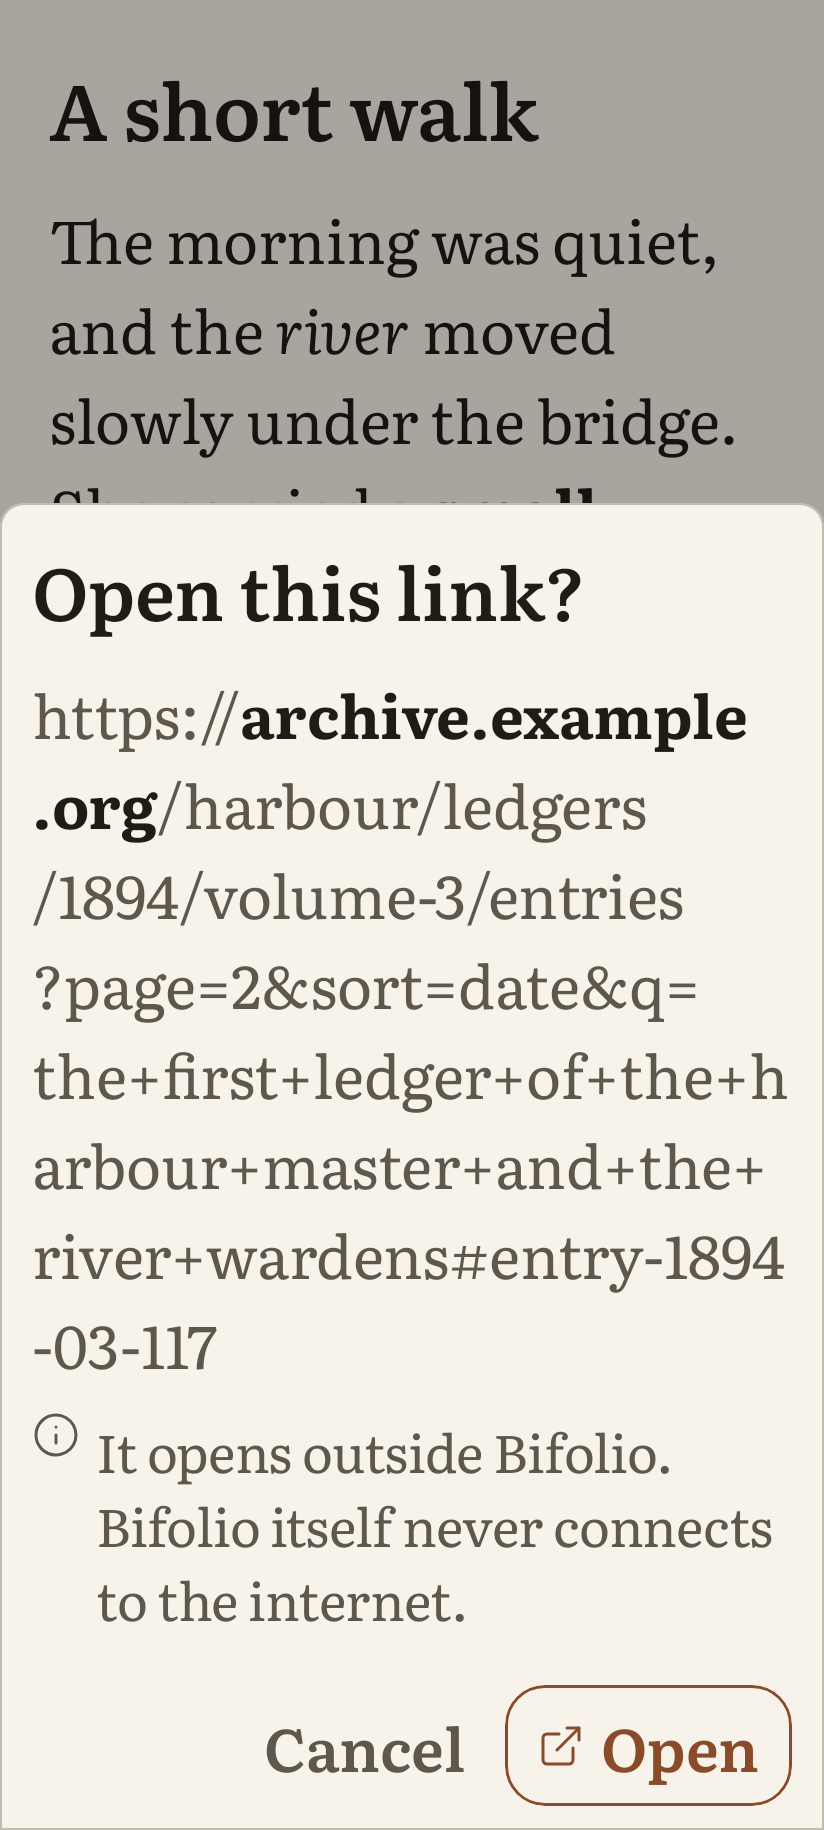 A short walk
The morning was quiet,
and the river moved
slowly under the bridge.
Open this link?
https://archive.example
.org/harbour/ledgers
/1894/volume-3/entries
?page=2&sort=date&q=
the+first+ledger+of+the+h
arbour+master+and+the+
river+wardens#entry-1894
-03-117
It opens outside Bifolio.
Bifolio itself never connects
to the internet.
Cancel Open